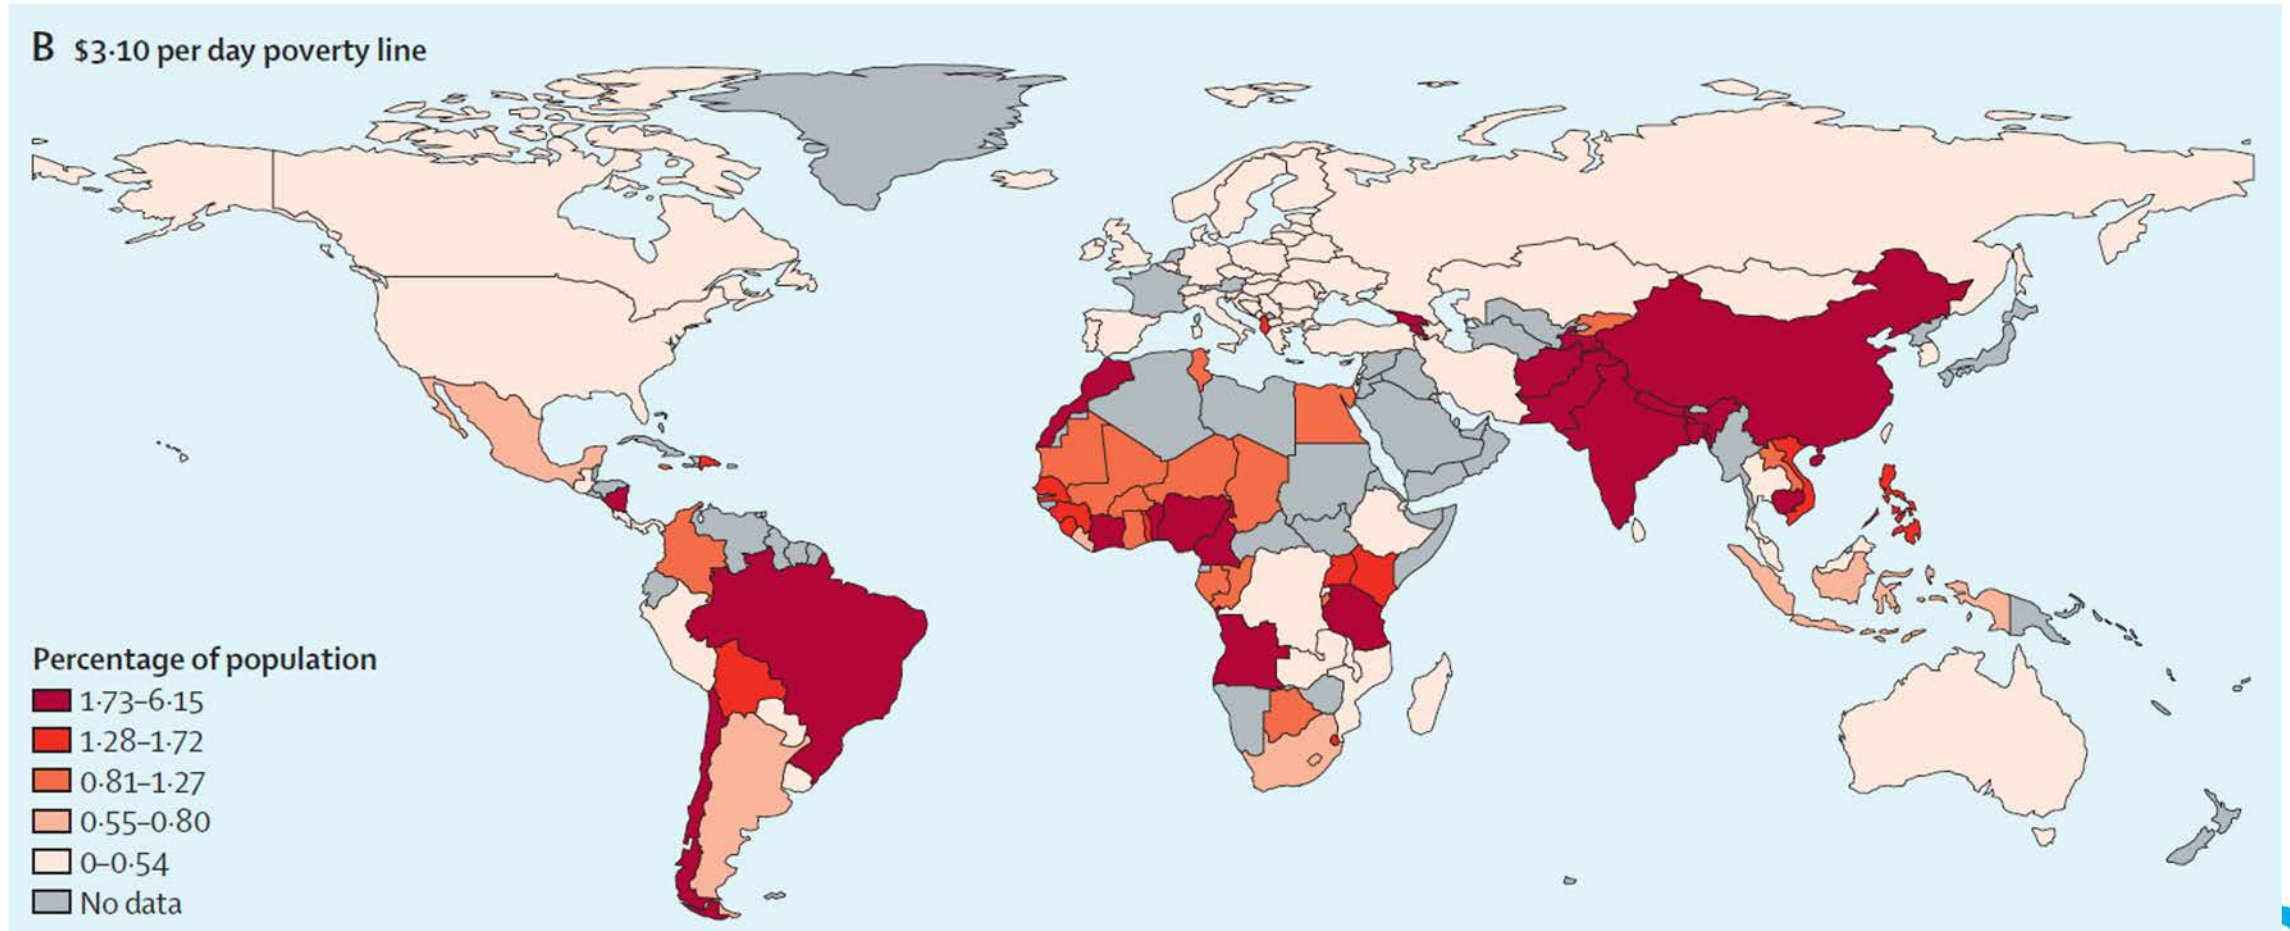 B $3·10 per day poverty line
Percentage of population
1·73–6·15
1·28–1·72
0·81–1·27
0·55–0·80
0–0·54
No data